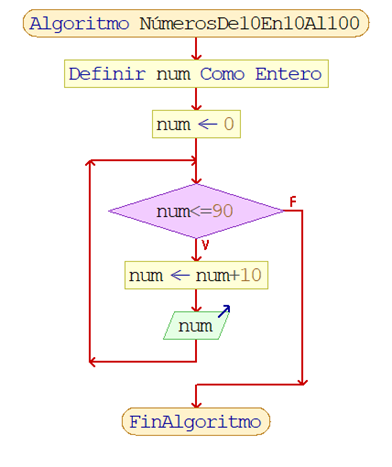 Algoritmo NúmerosDe10En10Al100
Definir num Como Entero
num ← 0
num<=90
F
V
num ← num+10
num
FinAlgoritmo